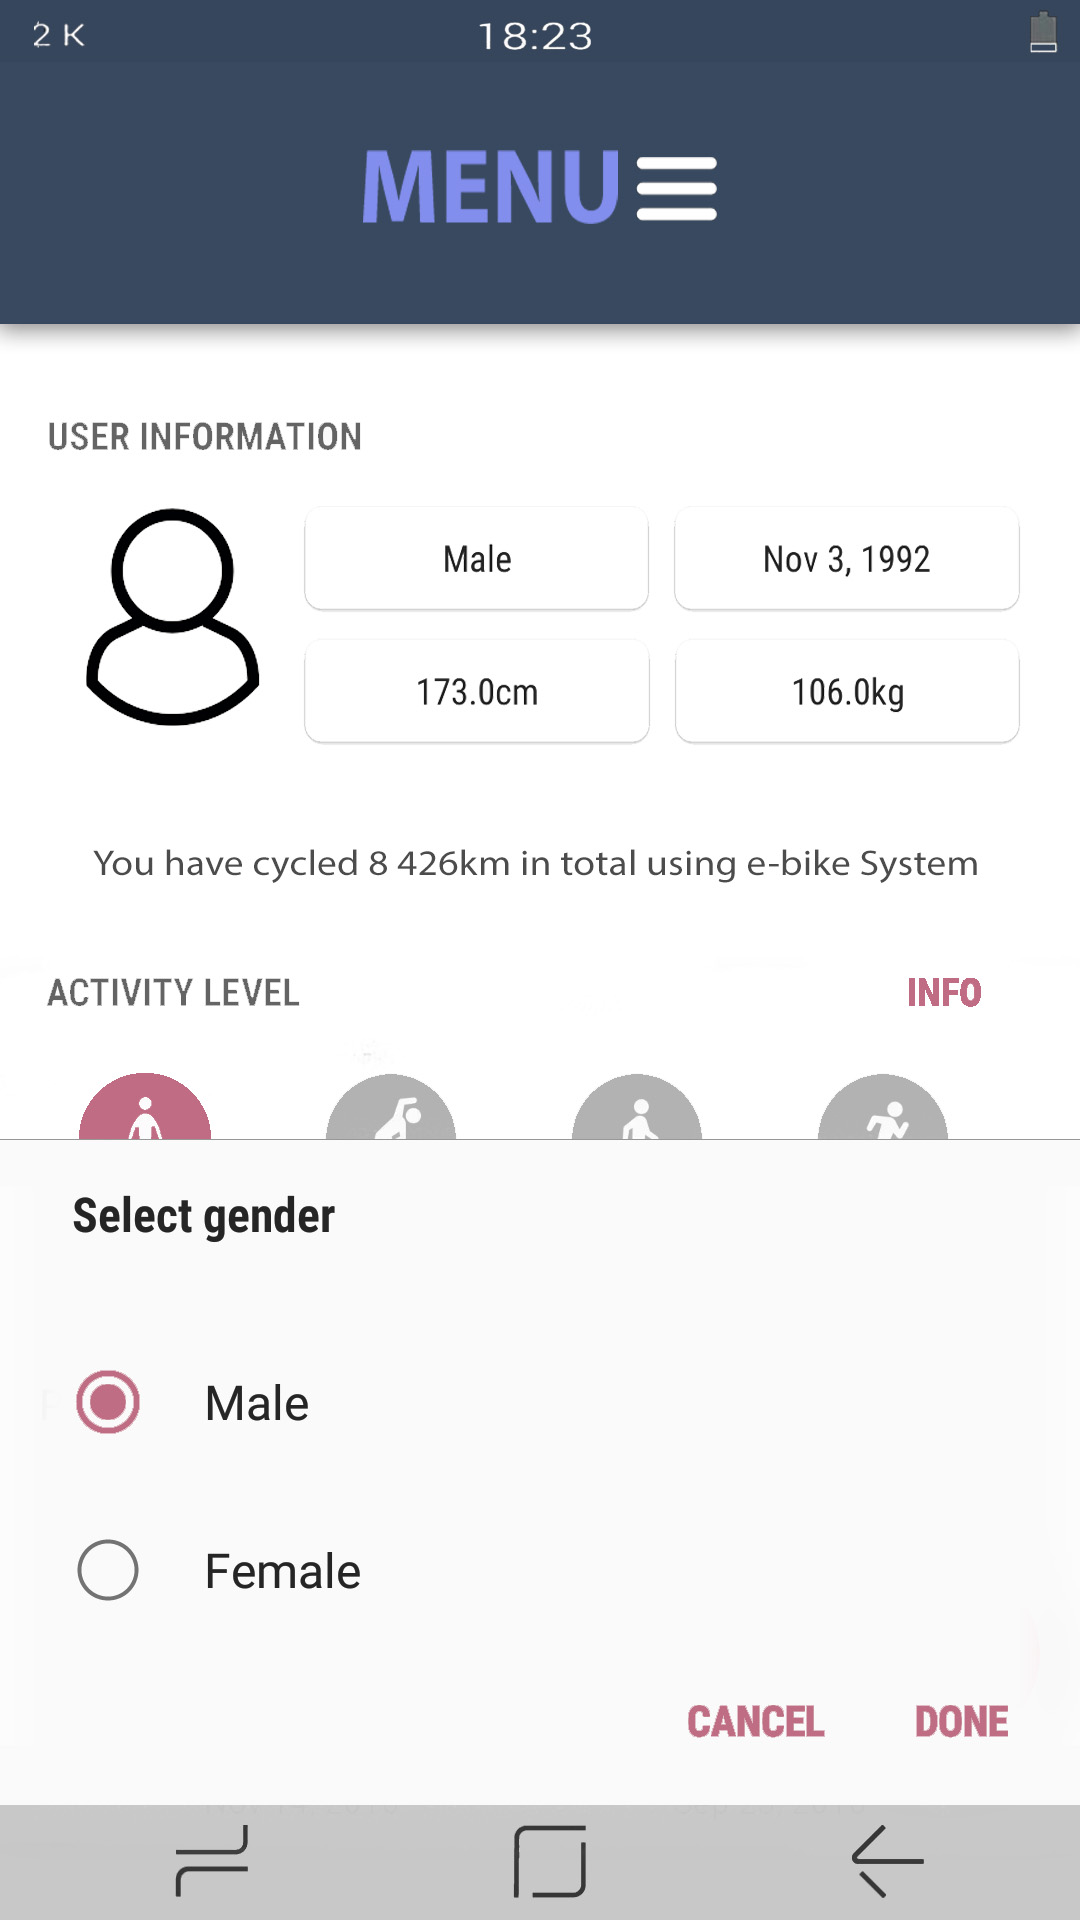 2 K 18:23
MENU
USER INFORMATION
Male Nov 3, 1992
173.0cm 106.0kg
You have cycled 8 426km in total using e-bike System
ACTIVITY LEVEL INFO
Select gender
Male
Female
CANCEL DONE